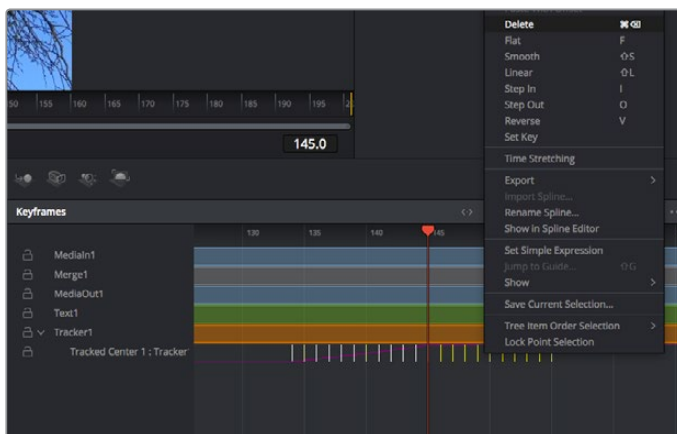 Delete ⌘⌫
Flat F
Smooth ⇧S
Linear ⇧L
Step In I
Step Out O
Reverse V
Set Key
Time Stretching
Export >
Import Spline...
Rename Spline...
Show in Spline Editor
Set Simple Expression
Jump to Guide... ⇧G
Show >
Save Current Selection...
Tree Item Order Selection >
Lock Point Selection
155 160 165 170 175 180 185 190 195
145.0
Keyframes
130 135 140 145
MediaIn1
Merge1
MediaOut1
Text1
Tracker1
Tracked Center 1 : Tracker